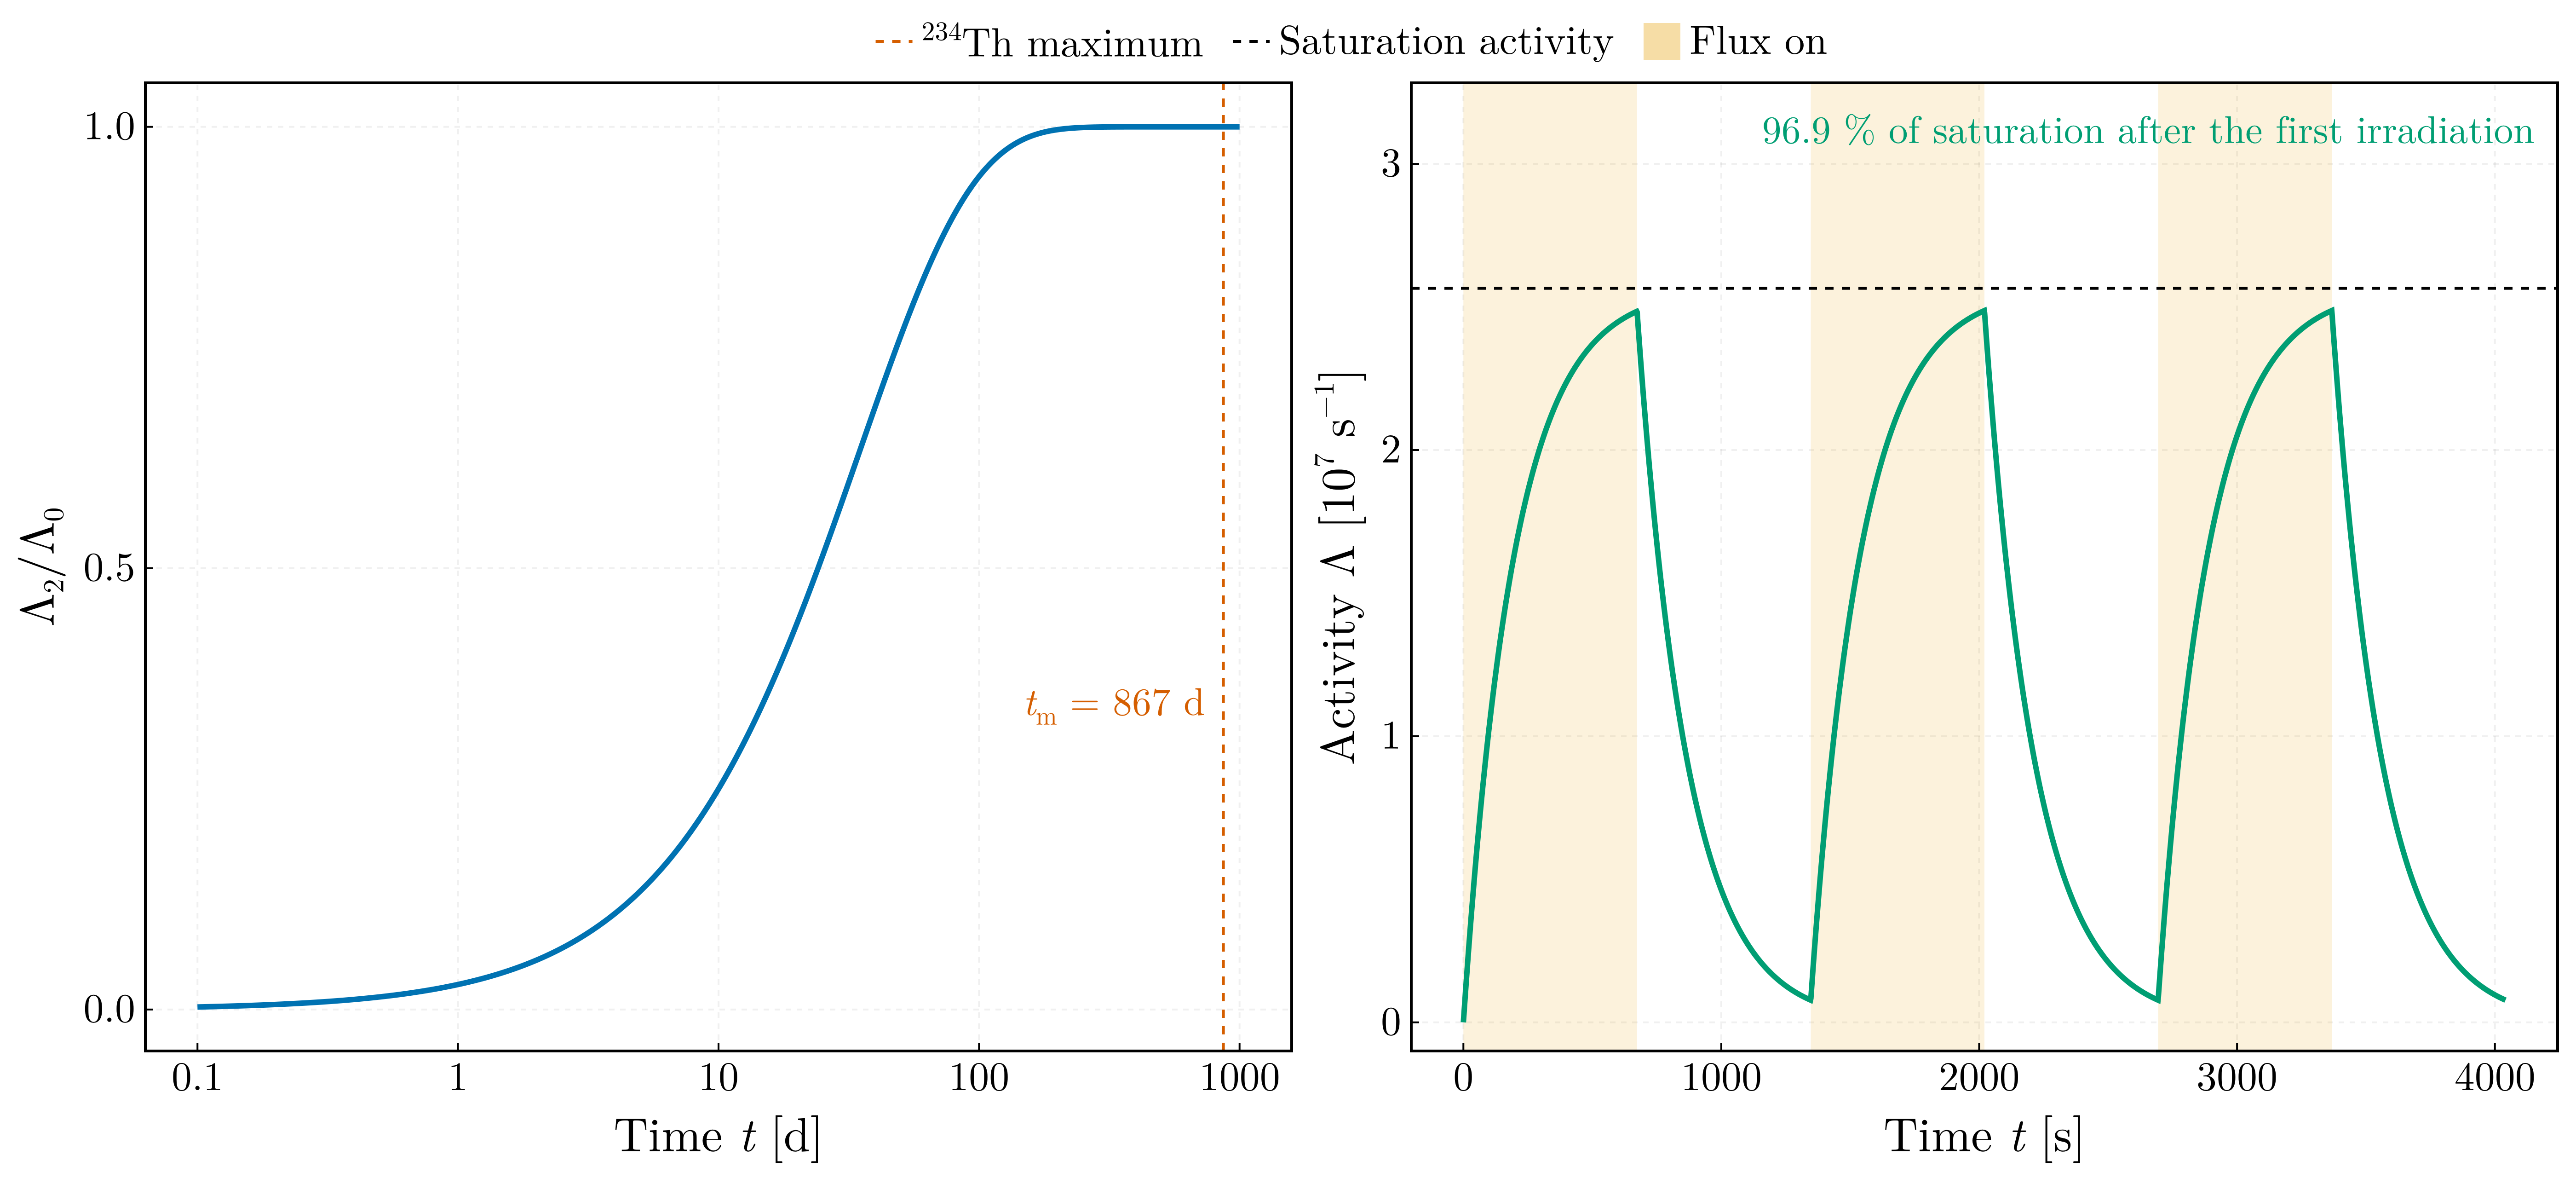 ²³⁴Th maximum
Saturation activity
Flux on
Λ₂/Λ₀
1.0
0.5
0.0
tₘ = 867 d
0.1 1 10 100 1000
Time t [d]
Activity Λ [10⁷ s⁻¹]
3
2
1
0
96.9 % of saturation after the first irradiation
0 1000 2000 3000 4000
Time t [s]